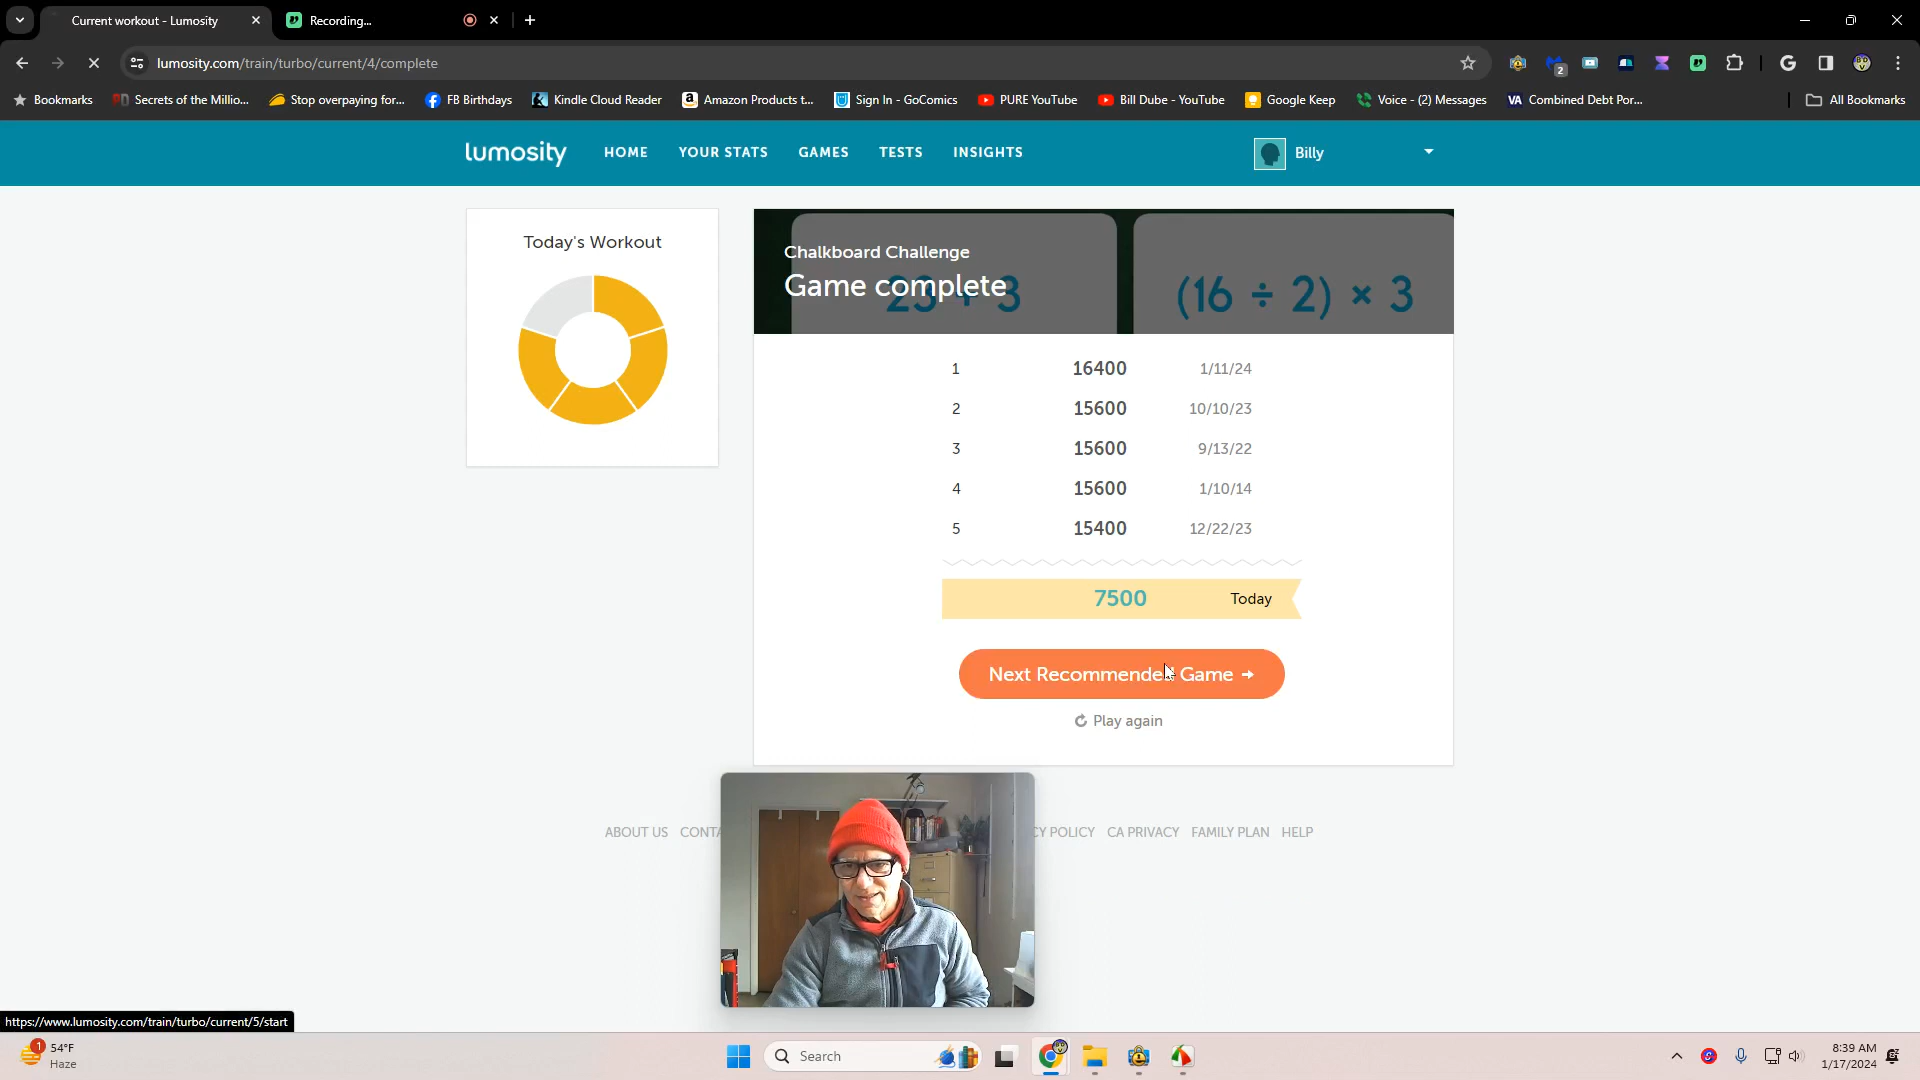 Current workout - Lumosity
Recording...
lumosity.com/train/turbo/current/4/complete
2
Bookmarks
Secrets of the Millio...
Stop overpaying for...
FB Birthdays
Kindle Cloud Reader
Amazon Products t...
Sign In - GoComics
PURE YouTube
Bill Dube - YouTube
Google Keep
Voice - (2) Messages
VA Combined Debt Por...
All Bookmarks
lumosity
HOME
YOUR STATS
GAMES
TESTS
INSIGHTS
Billy
Today's Workout
Chalkboard Challenge
Game complete
(16 ÷ 2) × 3
1 16400 1/11/24
2 15600 10/10/23
3 15600 9/13/22
4 15600 1/10/14
5 15400 12/22/23
7500 Today
Next Recommended Game →
Play again
ABOUT US CONTA
CY POLICY CA PRIVACY FAMILY PLAN HELP
https://www.lumosity.com/train/turbo/current/5/start
1
54°F
Haze
Search
8:39 AM
1/17/2024